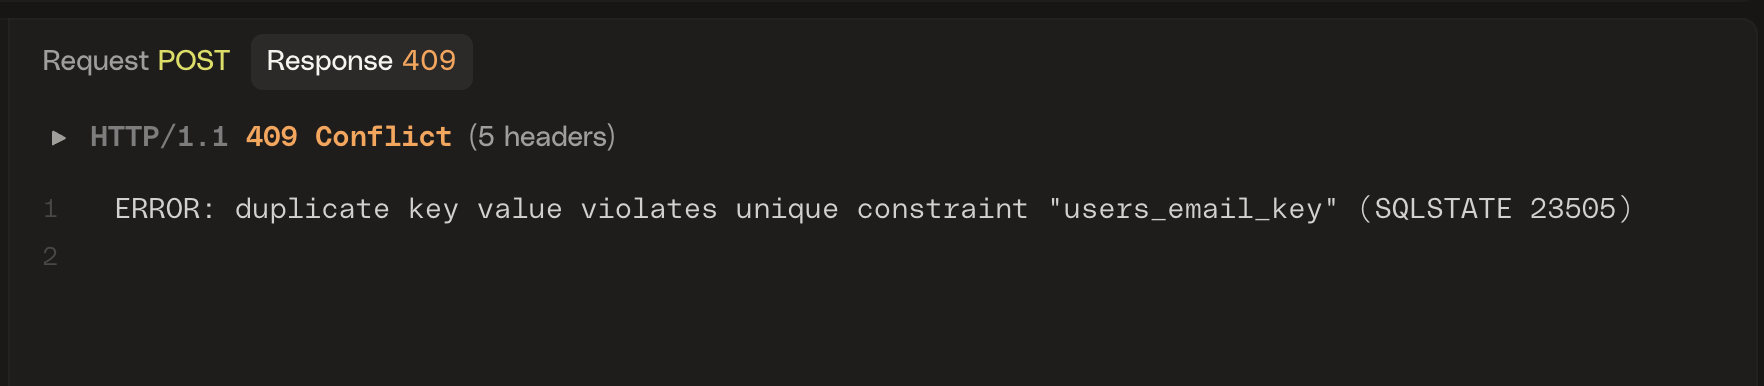 Request POST Response 409
HTTP/1.1 409 Conflict (5 headers)
1 ERROR: duplicate key value violates unique constraint "users_email_key" (SQLSTATE 23505)
2